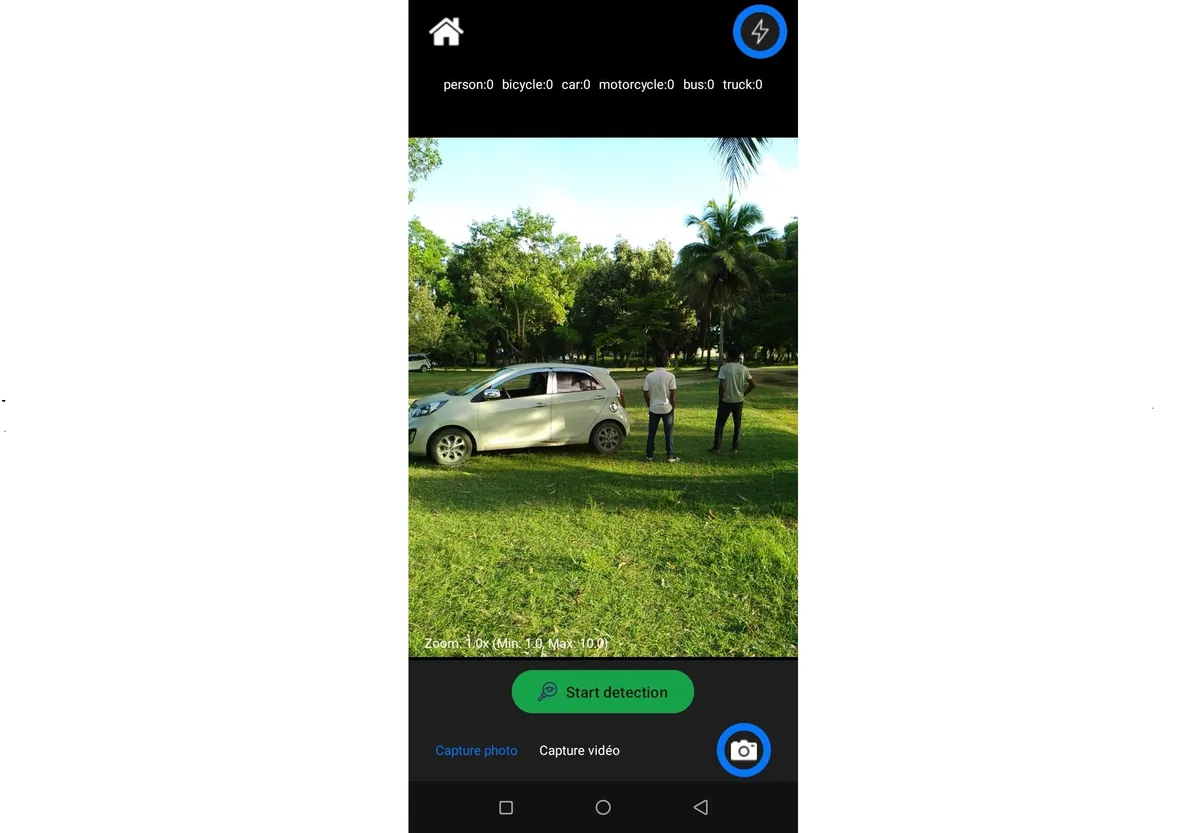 person:0 bicycle:0 car:0 motorcycle:0 bus:0 truck:0
Zoom: 1.0x (Min: 1.0, Max: 10.0)
Start detection
Capture photo Capture vidéo